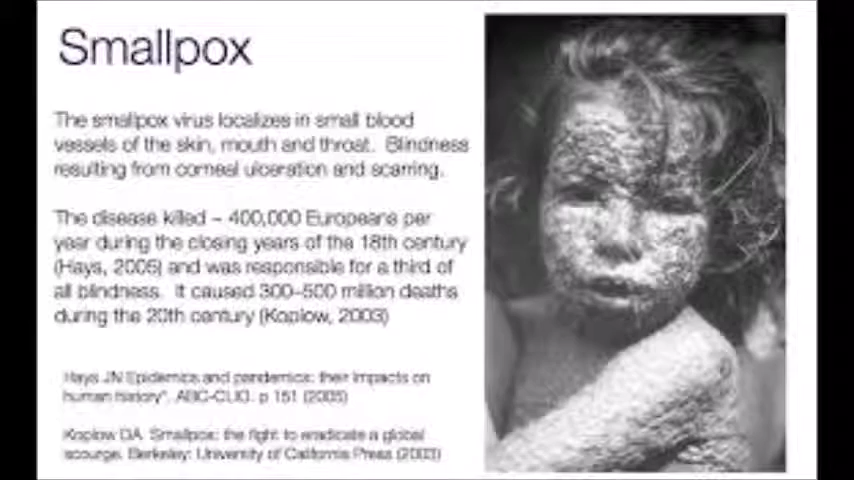 Smallpox
The smallpox virus localizes in small blood
vessels of the skin, mouth and throat. Blindness
resulting from corneal ulceration and scarring.
The disease killed ~ 400,000 Europeans per
year during the closing years of the 18th century
(Hays, 2005) and was responsible for a third of
all blindness. It caused 300–500 million deaths
during the 20th century (Koplow, 2003)
Hays JN Epidemics and pandemics: their impacts on
human history". ABC-CLIO. p 151 (2005)
Koplow DA Smallpox: the fight to eradicate a global
scourge. Berkeley: University of California Press (2003)